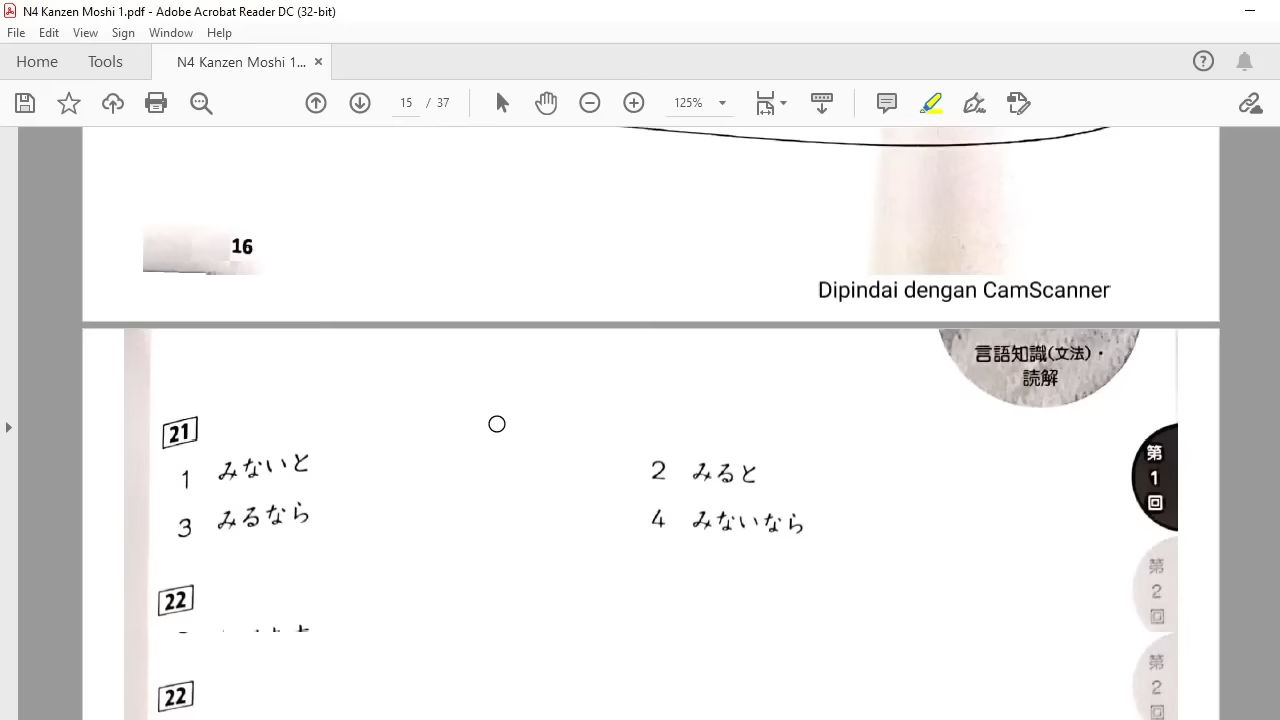 N4 Kanzen Moshi 1.pdf - Adobe Acrobat Reader DC (32-bit)
File Edit View Sign Window Help
Home Tools N4 Kanzen Moshi 1... ×
15 / 37 125%
16
Dipindai dengan CamScanner
言語知識(文法)・
読解
21
1 みないと 2 みると
3 みるなら 4 みないなら
第
1
回
22
第
2
回
22
第
2
回